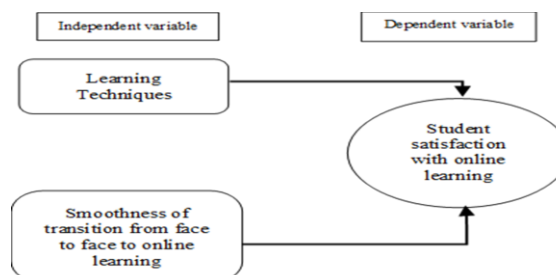 Independent variable
Dependent variable
Learning
Techniques
Student
satisfaction
with online
learning
Smoothness of
transition from face
to face to online
learning